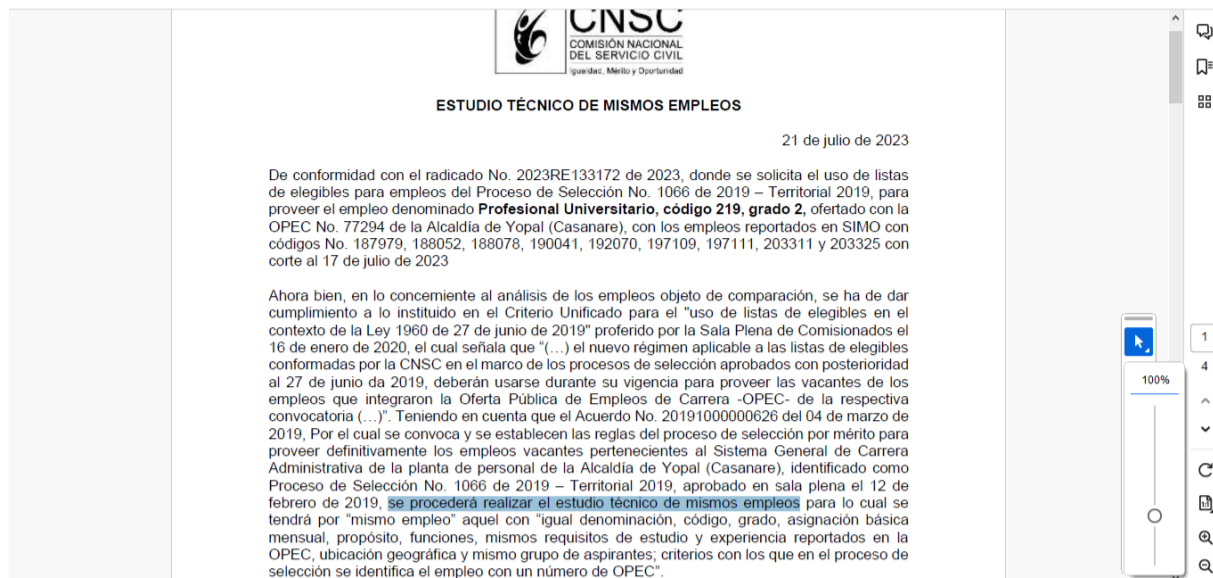 CNSC
COMISIÓN NACIONAL
DEL SERVICIO CIVIL
Igualdad, Mérito y Oportunidad
ESTUDIO TÉCNICO DE MISMOS EMPLEOS
21 de julio de 2023
De conformidad con el radicado No. 2023RE133172 de 2023, donde se solicita el uso de listas
de elegibles para empleos del Proceso de Selección No. 1066 de 2019 – Territorial 2019, para
proveer el empleo denominado Profesional Universitario, código 219, grado 2, ofertado con la
OPEC No. 77294 de la Alcaldía de Yopal (Casanare), con los empleos reportados en SIMO con
códigos No. 187979, 188052, 188078, 190041, 192070, 197109, 197111, 203311 y 203325 con
corte al 17 de julio de 2023
Ahora bien, en lo concerniente al análisis de los empleos objeto de comparación, se ha de dar
cumplimiento a lo instituido en el Criterio Unificado para el "uso de listas de elegibles en el
contexto de la Ley 1960 de 27 de junio de 2019" proferido por la Sala Plena de Comisionados el
16 de enero de 2020, el cual señala que “(…) el nuevo régimen aplicable a las listas de elegibles
conformadas por la CNSC en el marco de los procesos de selección aprobados con posterioridad
al 27 de junio da 2019, deberán usarse durante su vigencia para proveer las vacantes de los
empleos que integraron la Oferta Pública de Empleos de Carrera -OPEC- de la respectiva
convocatoria (…)”. Teniendo en cuenta que el Acuerdo No. 20191000000626 del 04 de marzo de
2019, Por el cual se convoca y se establecen las reglas del proceso de selección por mérito para
proveer definitivamente los empleos vacantes pertenecientes al Sistema General de Carrera
Administrativa de la planta de personal de la Alcaldía de Yopal (Casanare), identificado como
Proceso de Selección No. 1066 de 2019 – Territorial 2019, aprobado en sala plena el 12 de
febrero de 2019, se procederá realizar el estudio técnico de mismos empleos para lo cual se
tendrá por “mismo empleo” aquel con “igual denominación, código, grado, asignación básica
mensual, propósito, funciones, mismos requisitos de estudio y experiencia reportados en la
OPEC, ubicación geográfica y mismo grupo de aspirantes; criterios con los que en el proceso de
selección se identifica el empleo con un número de OPEC”.
100%
1
4